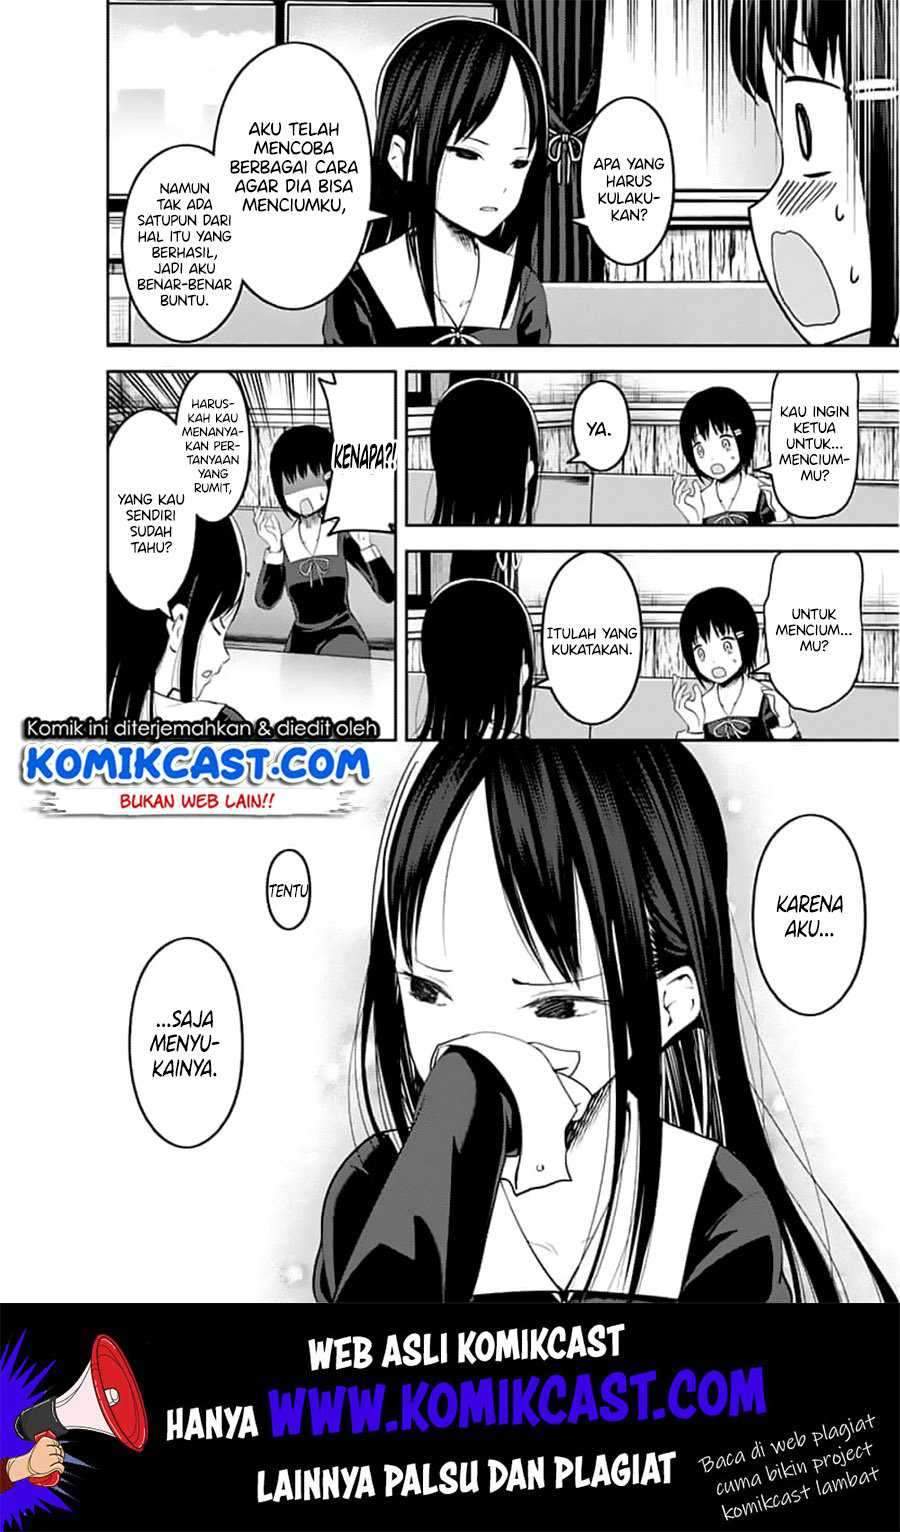 APA YANG
HARUS
KULAKU-
KAN?
AKU TELAH
MENCOBA
BERBAGAI CARA
AGAR DIA BISA
MENCIUMKU,
NAMUN
TAK ADA
SATUPUN DARI
HAL ITU YANG
BERHASIL,
JADI AKU
BENAR-BENAR
BUNTU.
KAU INGIN
KETUA
UNTUK...
MENCIUM-
MU?
YA.
UNTUK
MENCIUM...
MU?
ITULAH YANG
KUKATAKAN.
KENAPA?!
HARUS-
KAH KAU
MENANYA-
KAN PER-
TANYAAN
YANG
RUMIT,
YANG KAU
SENDIRI
SUDAH
TAHU?
Komik ini diterjemahkan & diedit oleh
KOMIKCAST.COM
BUKAN WEB LAIN!!
KARENA
AKU...
TENTU
...SAJA
MENYU-
KAINYA.
WEB ASLI KOMIKCAST
HANYA WWW.KOMIKCAST.COM
LAINNYA PALSU DAN PLAGIAT
Baca di web plagiat
cuma bikin project
komikcast lambat